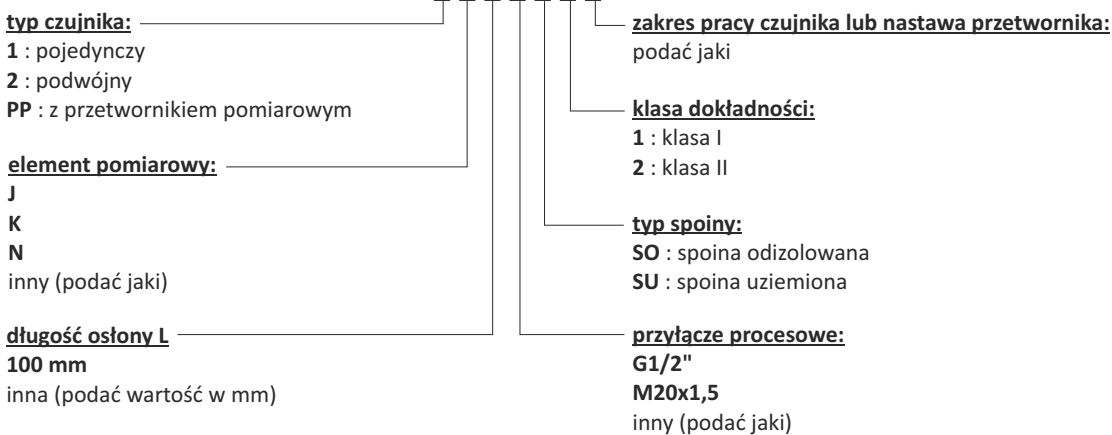 typ czujnika:
1 : pojedynczy
2 : podwójny
PP : z przetwornikiem pomiarowym
element pomiarowy:
J
K
N
inny (podać jaki)
długość osłony L
100 mm
inna (podać wartość w mm)
zakres pracy czujnika lub nastawa przetwornika:
podać jaki
klasa dokładności:
1 : klasa I
2 : klasa II
typ spoiny:
SO : spoina odizolowana
SU : spoina uziemiona
przyłącze procesowe:
G1/2"
M20x1,5
inny (podać jaki)